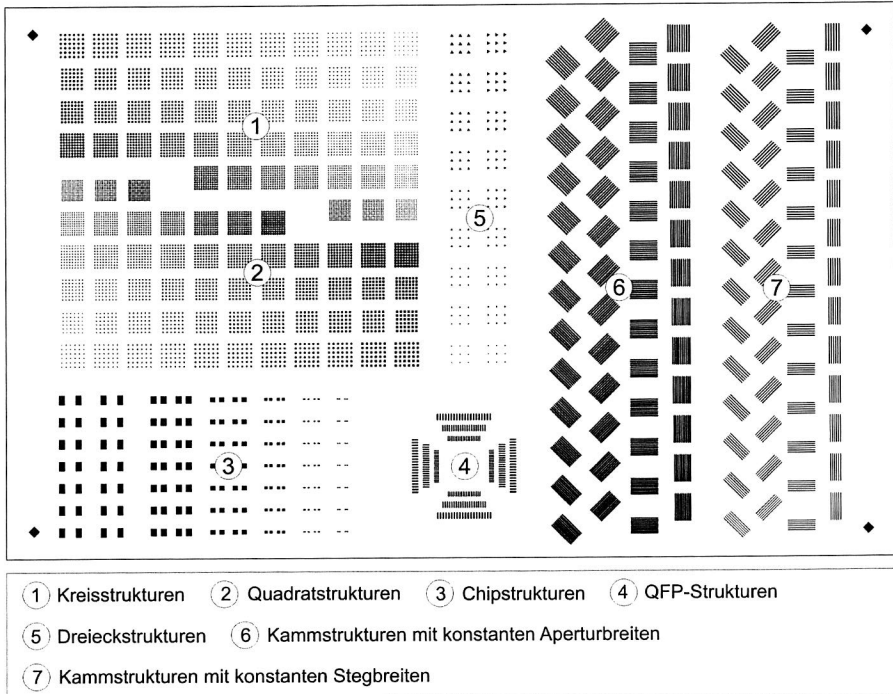 1
2
5
6
7
3
4
1 Kreisstrukturen 2 Quadratstrukturen 3 Chipstrukturen 4 QFP-Strukturen
5 Dreieckstrukturen 6 Kammstrukturen mit konstanten Aperturbreiten
7 Kammstrukturen mit konstanten Stegbreiten